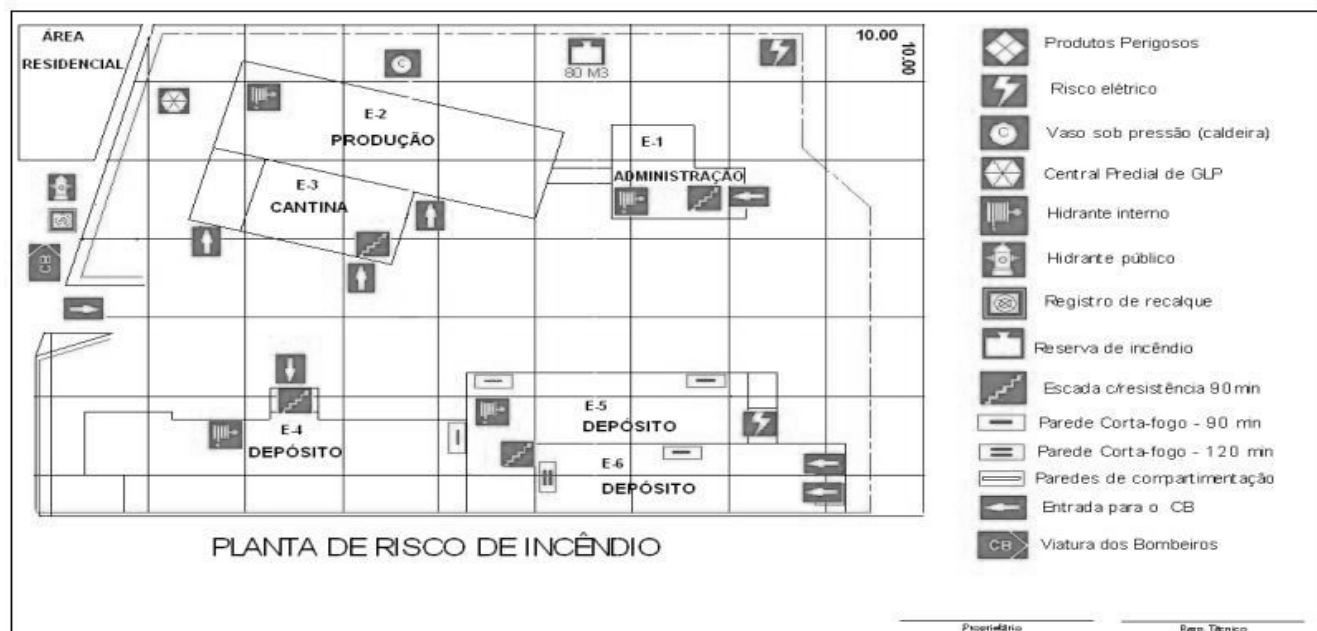 ÁREA
RESIDENCIAL
80 M3
10.00
10.00
E-2
PRODUÇÃO
E-1
ADMINISTRAÇÃO
E-3
CANTINA
CB
E-5
DEPÓSITO
E-4
DEPÓSITO
E-6
DEPÓSITO
PLANTA DE RISCO DE INCÊNDIO
Produtos Perigosos
Risco elétrico
C Vaso sob pressão (caldeira)
Central Predial de GLP
Hidrante interno
Hidrante público
Registro de recalque
Reserva de incêndio
Escada c/resistência 90min
Parede Corta-fogo - 90 min
Parede Corta-fogo - 120 min
Paredes de compartimentação
Entrada para o CB
CB Viatura dos Bombeiros
Proprietário
Resp. Técnico